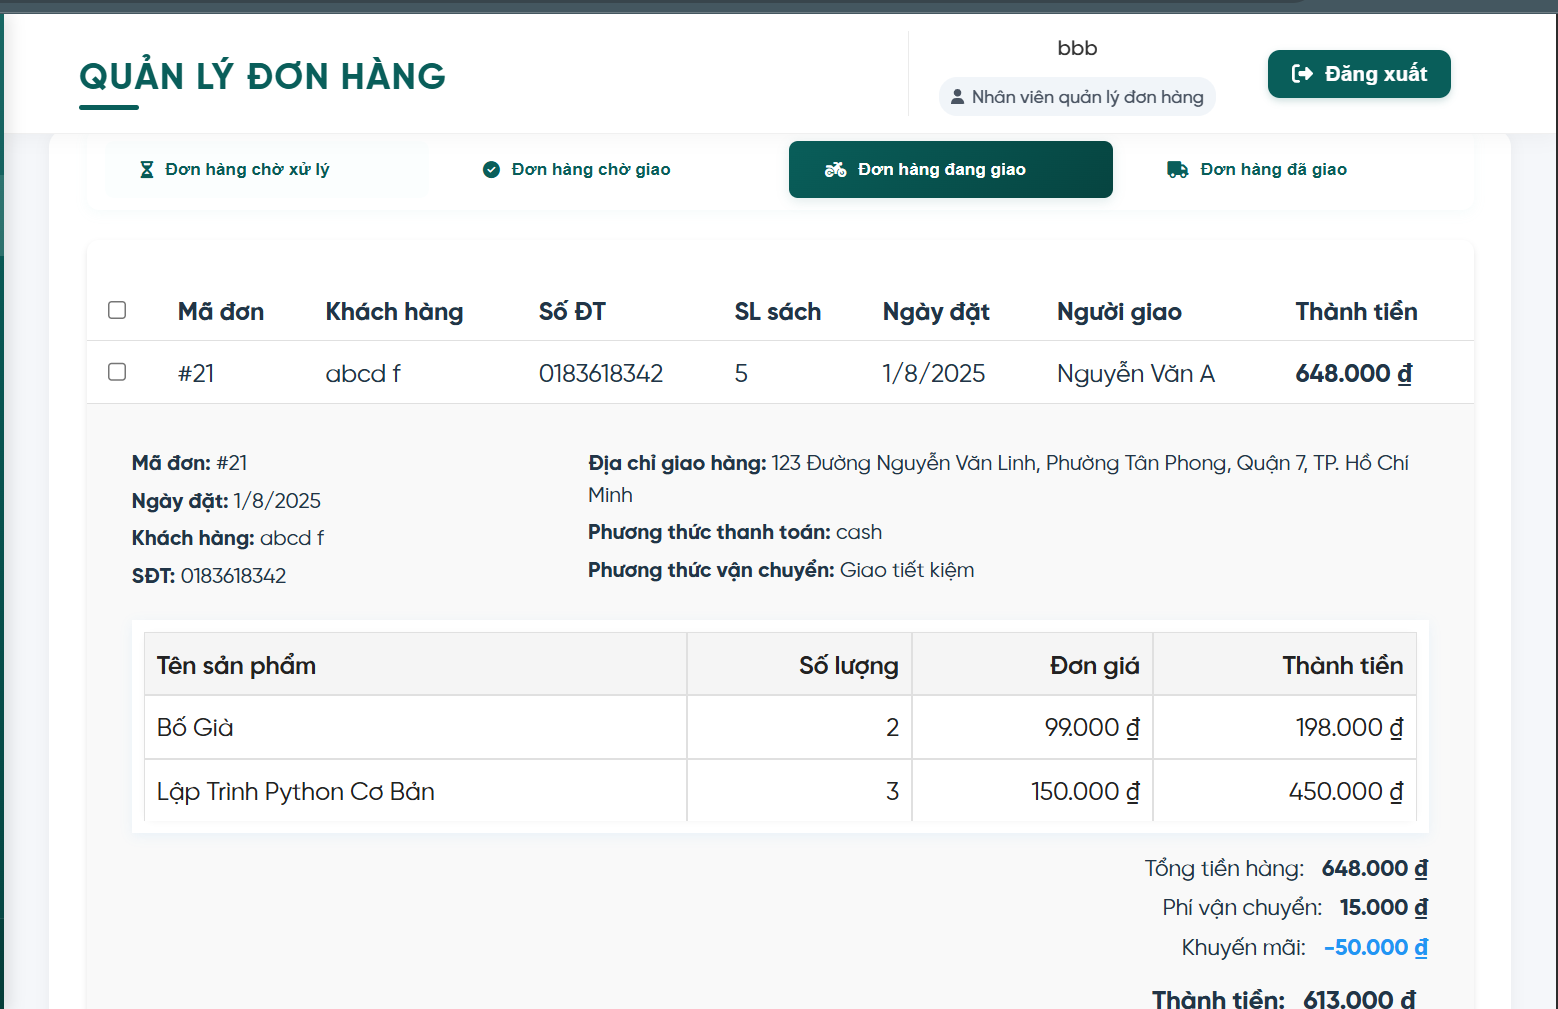 bbb
QUẢN LÝ ĐƠN HÀNG
Nhân viên quản lý đơn hàng
Đăng xuất
Đơn hàng chờ xử lý
Đơn hàng chờ giao
Đơn hàng đang giao
Đơn hàng đã giao
Mã đơn Khách hàng Số ĐT SL sách Ngày đặt Người giao Thành tiền
#21 abcd f 0183618342 5 1/8/2025 Nguyễn Văn A 648.000 ₫
Mã đơn: #21
Ngày đặt: 1/8/2025
Khách hàng: abcd f
SĐT: 0183618342
Địa chỉ giao hàng: 123 Đường Nguyễn Văn Linh, Phường Tân Phong, Quận 7, TP. Hồ Chí
Minh
Phương thức thanh toán: cash
Phương thức vận chuyển: Giao tiết kiệm
Tên sản phẩm Số lượng Đơn giá Thành tiền
Bố Già 2 99.000 ₫ 198.000 ₫
Lập Trình Python Cơ Bản 3 150.000 ₫ 450.000 ₫
Tổng tiền hàng: 648.000 ₫
Phí vận chuyển: 15.000 ₫
Khuyến mãi: -50.000 ₫
Thành tiền: 613.000 ₫